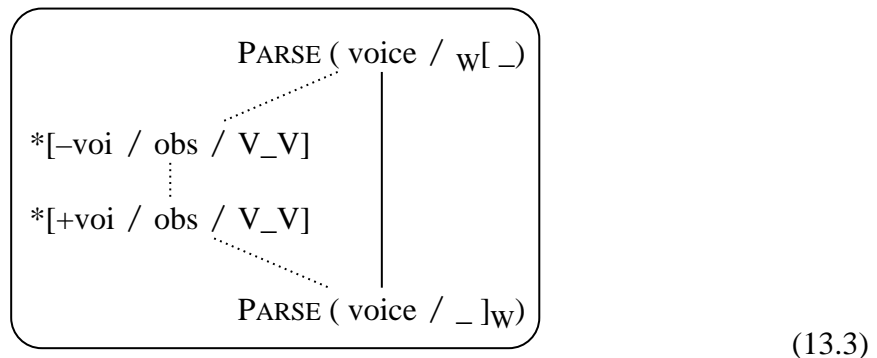 PARSE ( voice / W[ _)
*[–voi / obs / V_V]
*[+voi / obs / V_V]
PARSE ( voice / _ ]W)
(13.3)